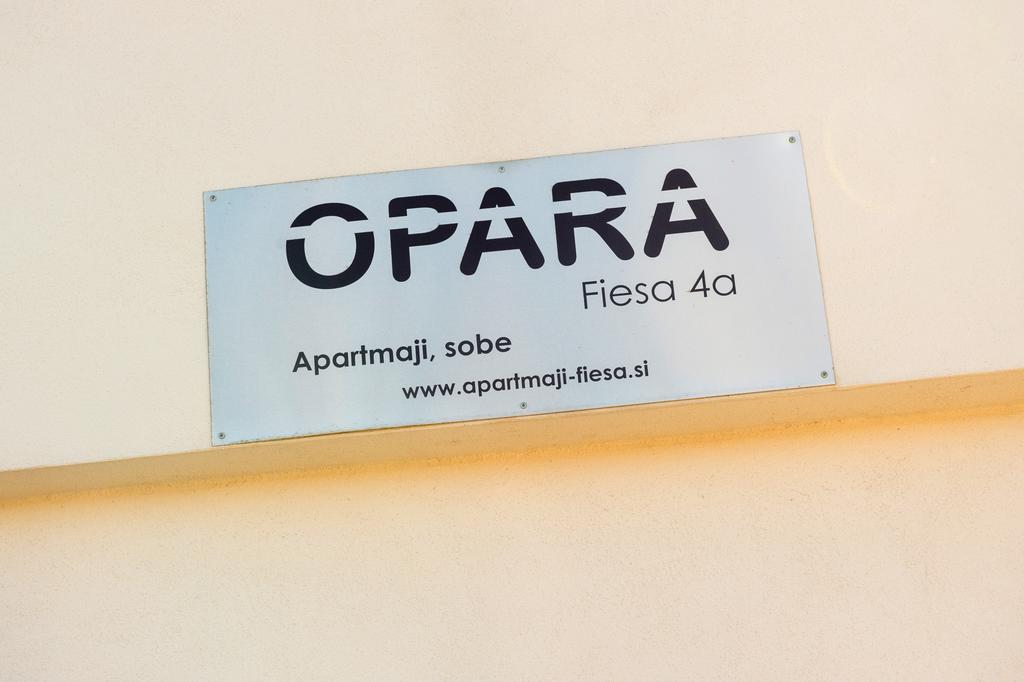 OPARA
Fiesa 4a
Apartmaji, sobe
www.apartmaji-fiesa.si